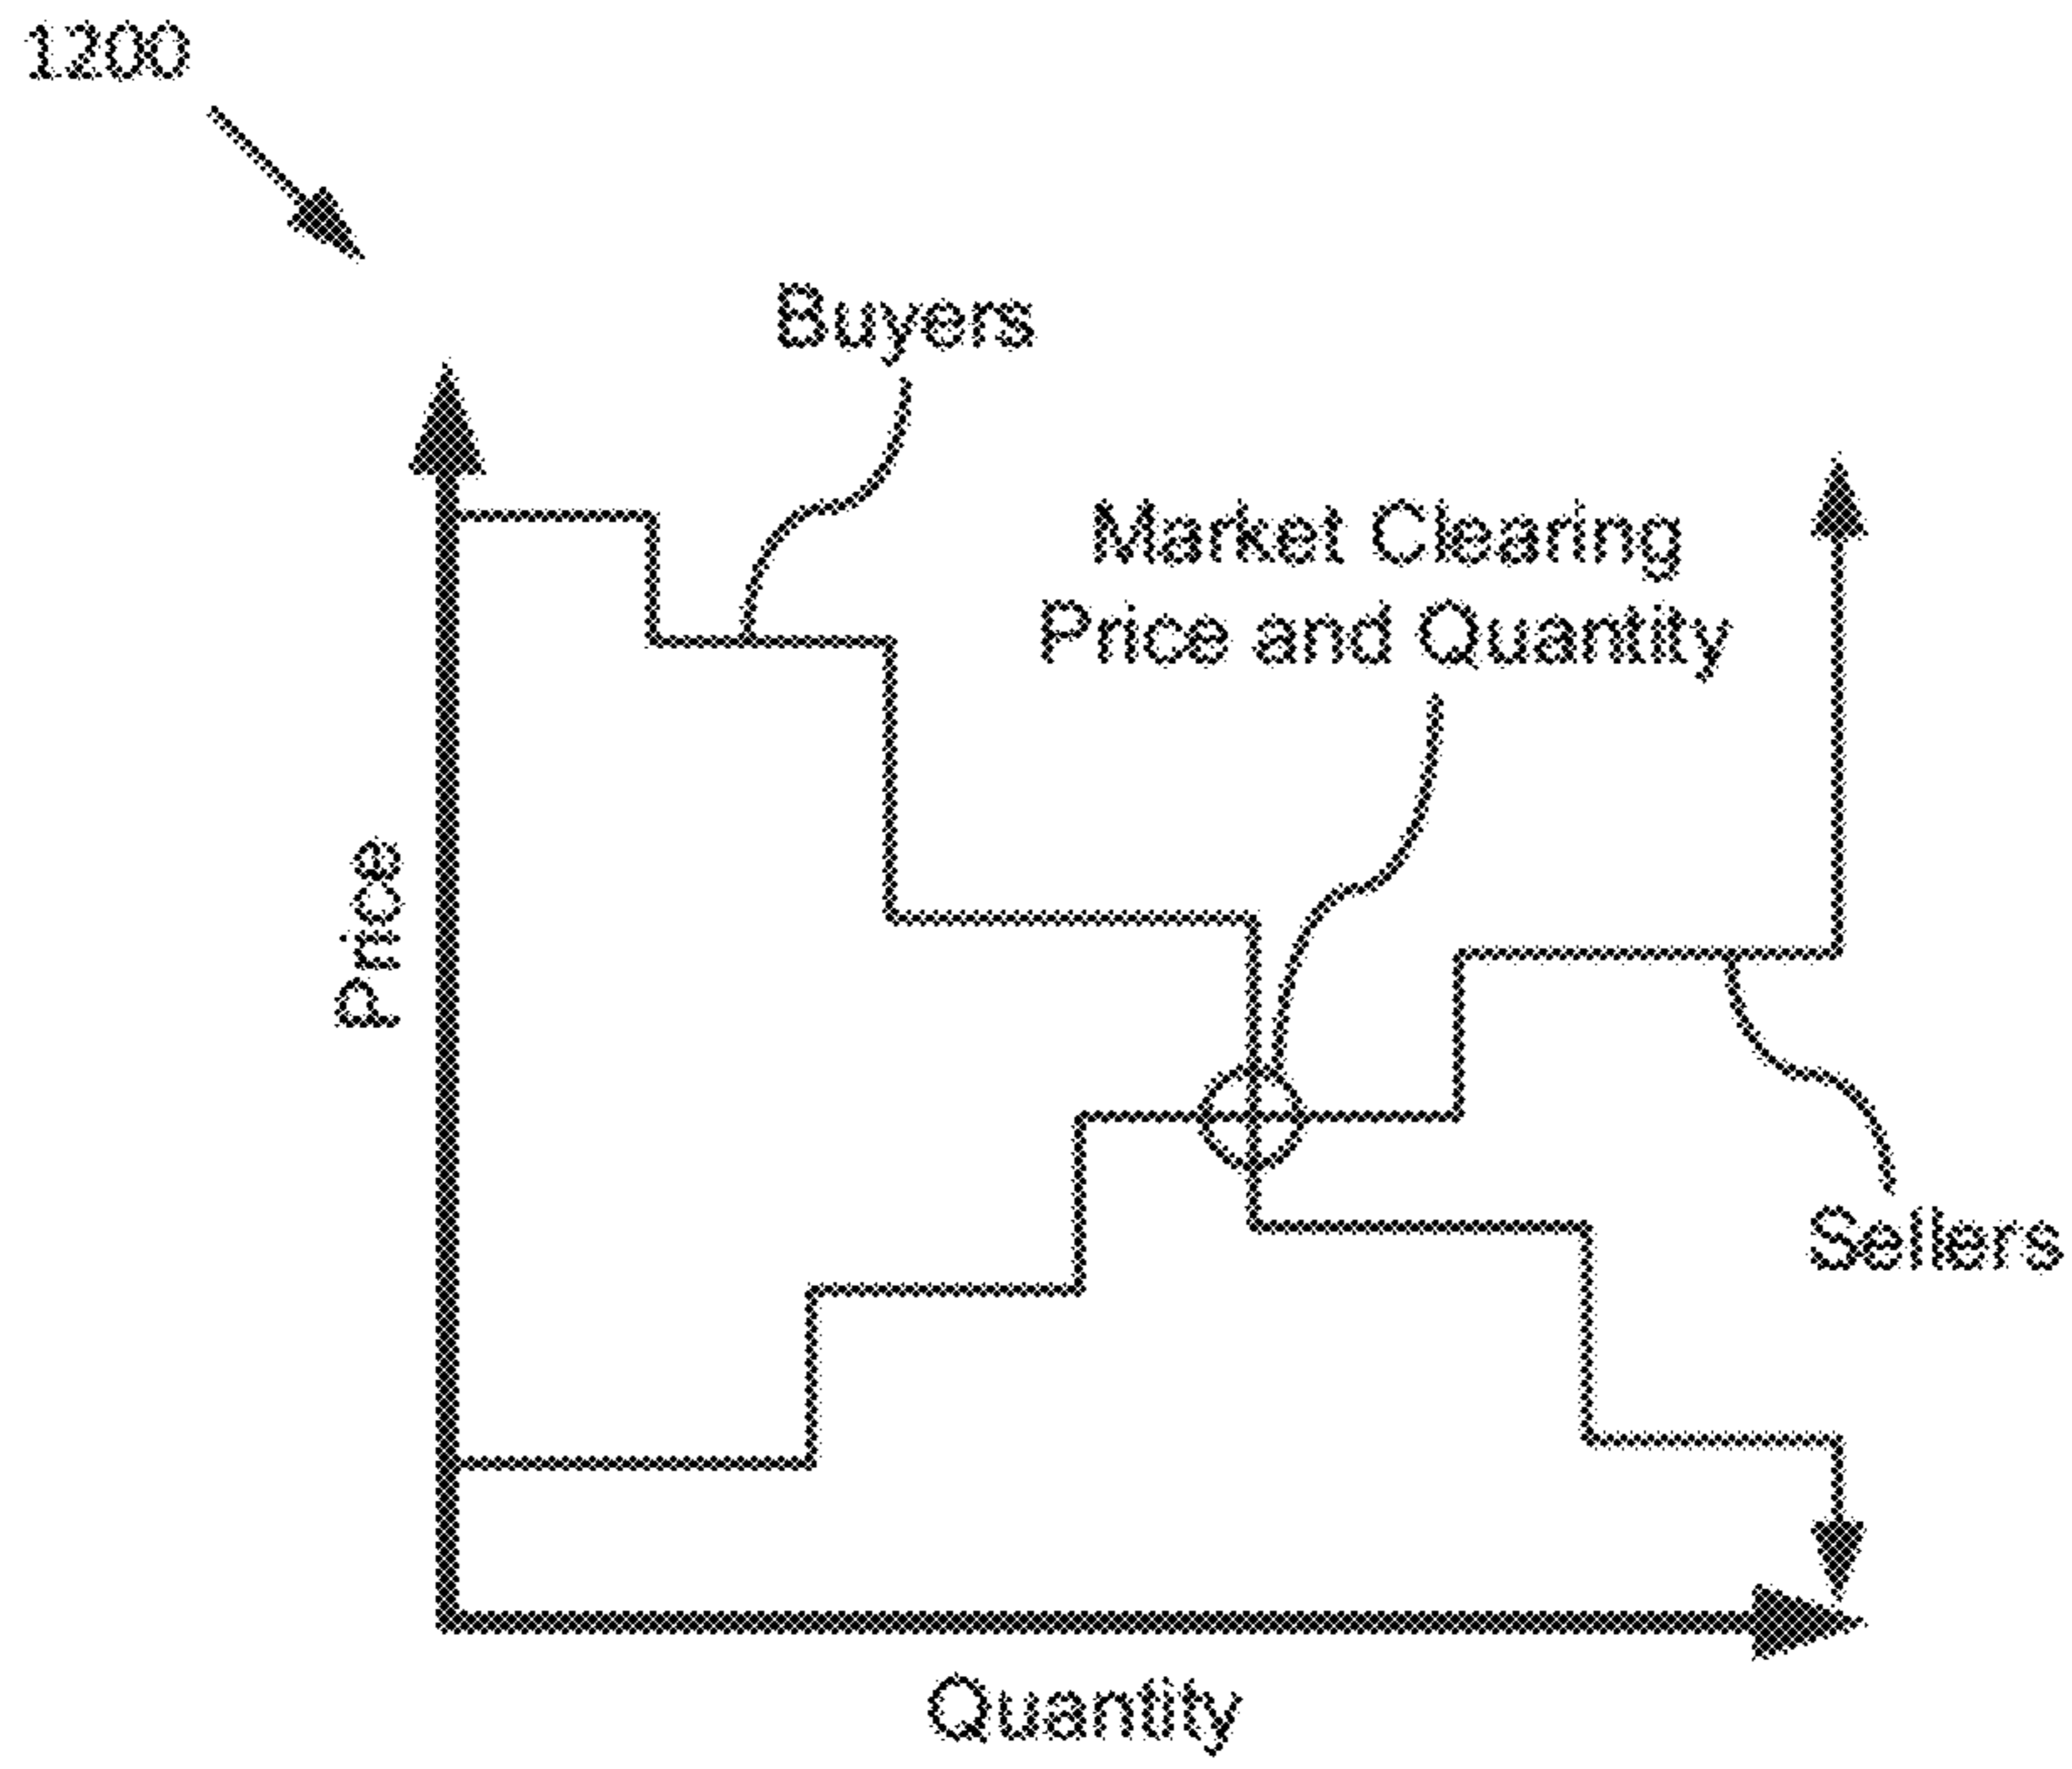 1200
Buyers
Market Clearing
Price and Quantity
Price
Sellers
Quantity